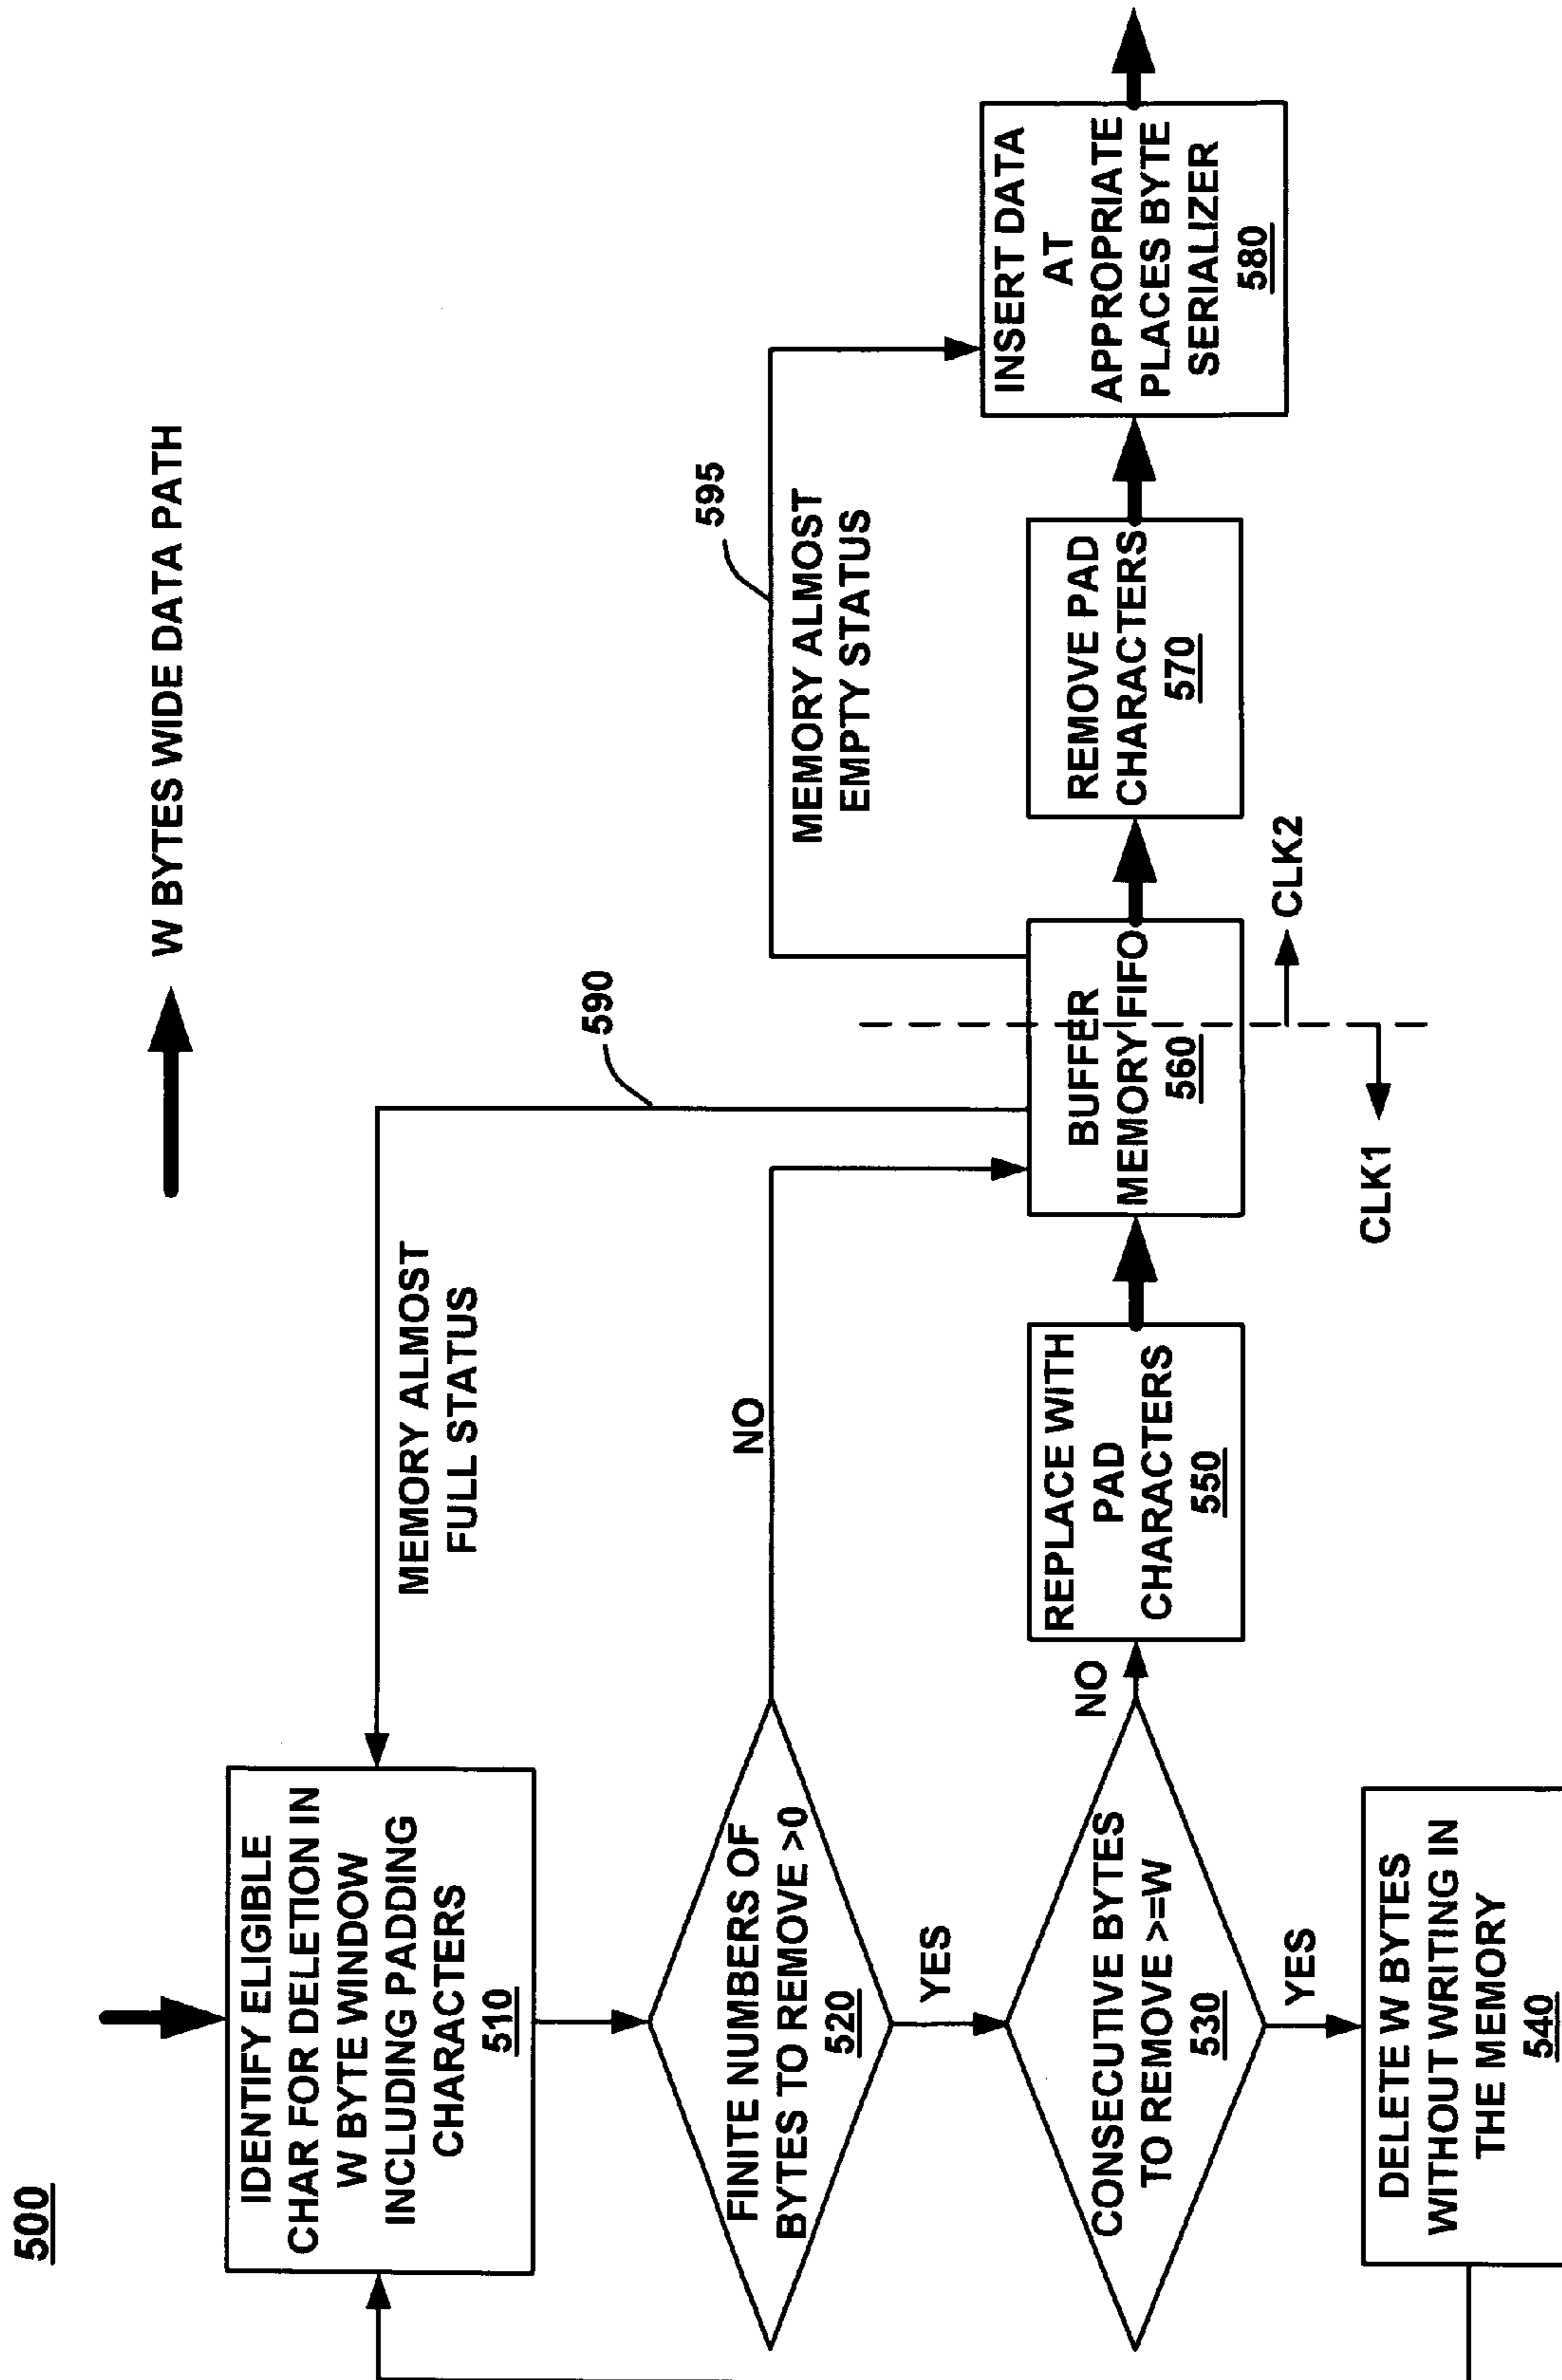 500
W BYTES WIDE DATA PATH
IDENTIFY ELIGIBLE
CHAR FOR DELETION IN
W BYTE WINDOW
INCLUDING PADDING
CHARACTERS
510
MEMORY ALMOST
FULL STATUS
590
FINITE NUMBERS OF
BYTES TO REMOVE >0
520
NO
YES
595
MEMORY ALMOST
EMPTY STATUS
CONSECUTIVE BYTES
TO REMOVE >=W
530
NO
YES
REPLACE WITH
PAD
CHARACTERS
550
BUFFER
MEMORY FIFO
560
REMOVE PAD
CHARACTERS
570
INSERT DATA
AT
APPROPRIATE
PLACES BYTE
SERIALIZER
580
CLK2
CLK1
DELETE W BYTES
WITHOUT WRITING IN
THE MEMORY
540